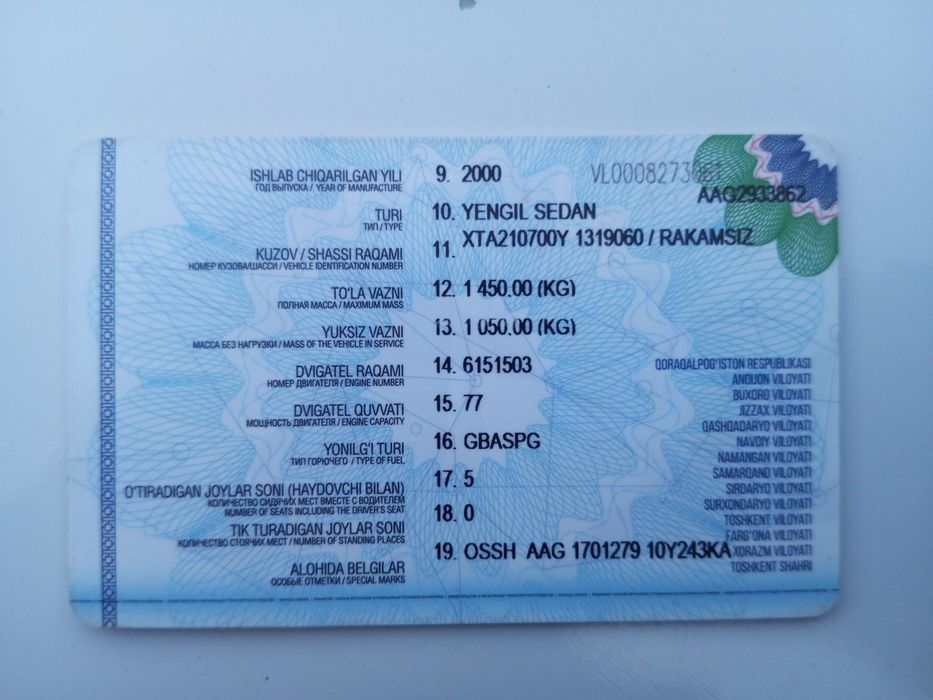 ISHLAB CHIQARILGAN YILI 9. 2000
ГОД ВЫПУСКА / YEAR OF MANUFACTURE
VL0008273061
AAG2933862
TURI 10. YENGIL SEDAN
ТИП / TYPE
KUZOV / SHASSI RAQAMI 11. XTA210700Y 1319060 / RAKAMSIZ
НОМЕР КУЗОВА/ШАССИ / VEHICLE IDENTIFICATION NUMBER
TO'LA VAZNI 12. 1 450.00 (KG)
ПОЛНАЯ МАССА / MAXIMUM MASS
YUKSIZ VAZNI 13. 1 050.00 (KG)
МАССА БЕЗ НАГРУЗКИ / MASS OF THE VEHICLE IN SERVICE
DVIGATEL RAQAMI 14. 6151503
НОМЕР ДВИГАТЕЛЯ / ENGINE NUMBER
DVIGATEL QUVVATI 15. 77
МОЩНОСТЬ ДВИГАТЕЛЯ / ENGINE CAPACITY
YONILG'I TURI 16. GBASPG
ТИП ГОРЮЧЕГО / TYPE OF FUEL
O'TIRADIGAN JOYLAR SONI (HAYDOVCHI BILAN) 17. 5
КОЛИЧЕСТВО СИДЯЧИХ МЕСТ ВМЕСТЕ С ВОДИТЕЛЕМ
NUMBER OF SEATS INCLUDING THE DRIVER'S SEAT
TIK TURADIGAN JOYLAR SONI 18. 0
КОЛИЧЕСТВО СТОЯЧИХ МЕСТ / NUMBER OF STANDING PLACES
ALOHIDA BELGILAR 19. OSSH AAG 1701279 10Y243KA
ОСОБЫЕ ОТМЕТКИ / SPECIAL MARKS
QORAQALPOG'ISTON RESPUBLIKASI
ANDIJON VILOYATI
BUXORO VILOYATI
JIZZAX VILOYATI
QASHQADARYO VILOYATI
NAVOIY VILOYATI
NAMANGAN VILOYATI
SAMARQAND VILOYATI
SIRDARYO VILOYATI
SURXONDARYO VILOYATI
TOSHKENT VILOYATI
FARG'ONA VILOYATI
XORAZM VILOYATI
TOSHKENT SHAHRI